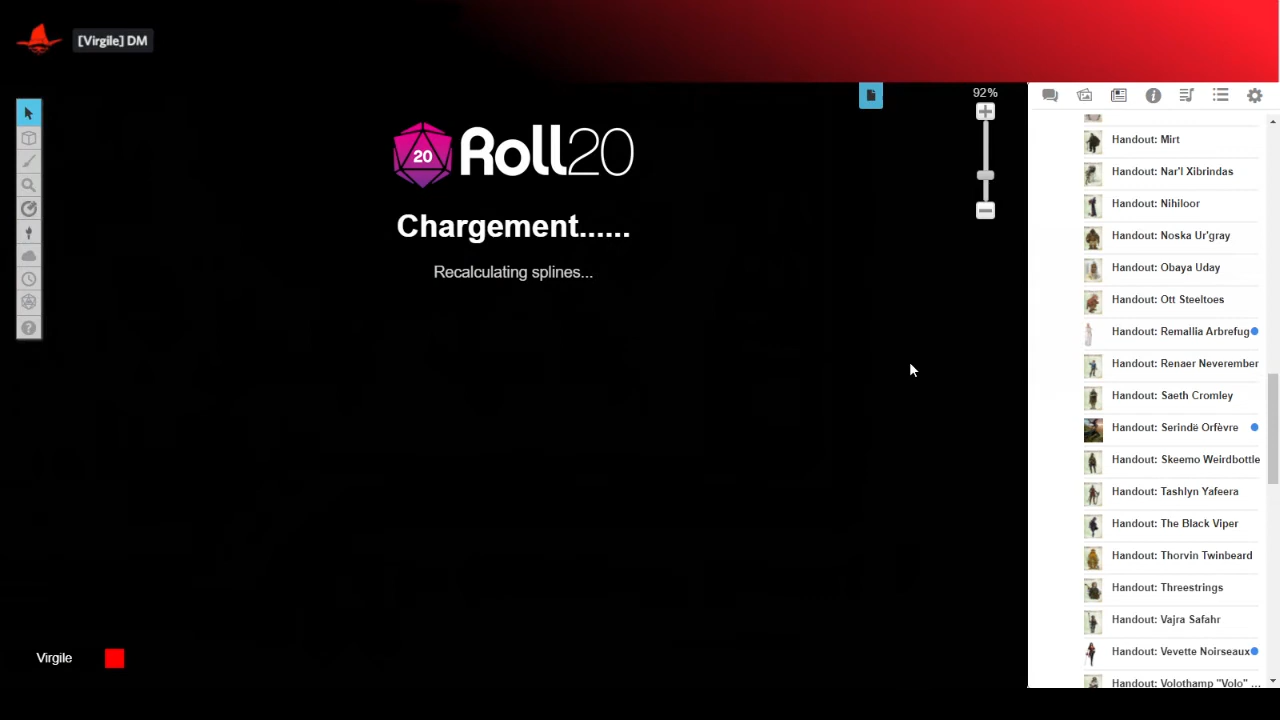 [Virgile] DM
92%
20
Roll20
Chargement......
Recalculating splines...
Handout: Mirt
Handout: Nar'l Xibrindas
Handout: Nihiloor
Handout: Noska Ur'gray
Handout: Obaya Uday
Handout: Ott Steeltoes
Handout: Remallia Arbrefug
Handout: Renaer Neverember
Handout: Saeth Cromley
Handout: Serindë Orfèvre
Handout: Skeemo Weirdbottle
Handout: Tashlyn Yafeera
Handout: The Black Viper
Handout: Thorvin Twinbeard
Handout: Threestrings
Handout: Vajra Safahr
Handout: Vevette Noirseaux
Handout: Volothamp "Volo" ...
Virgile